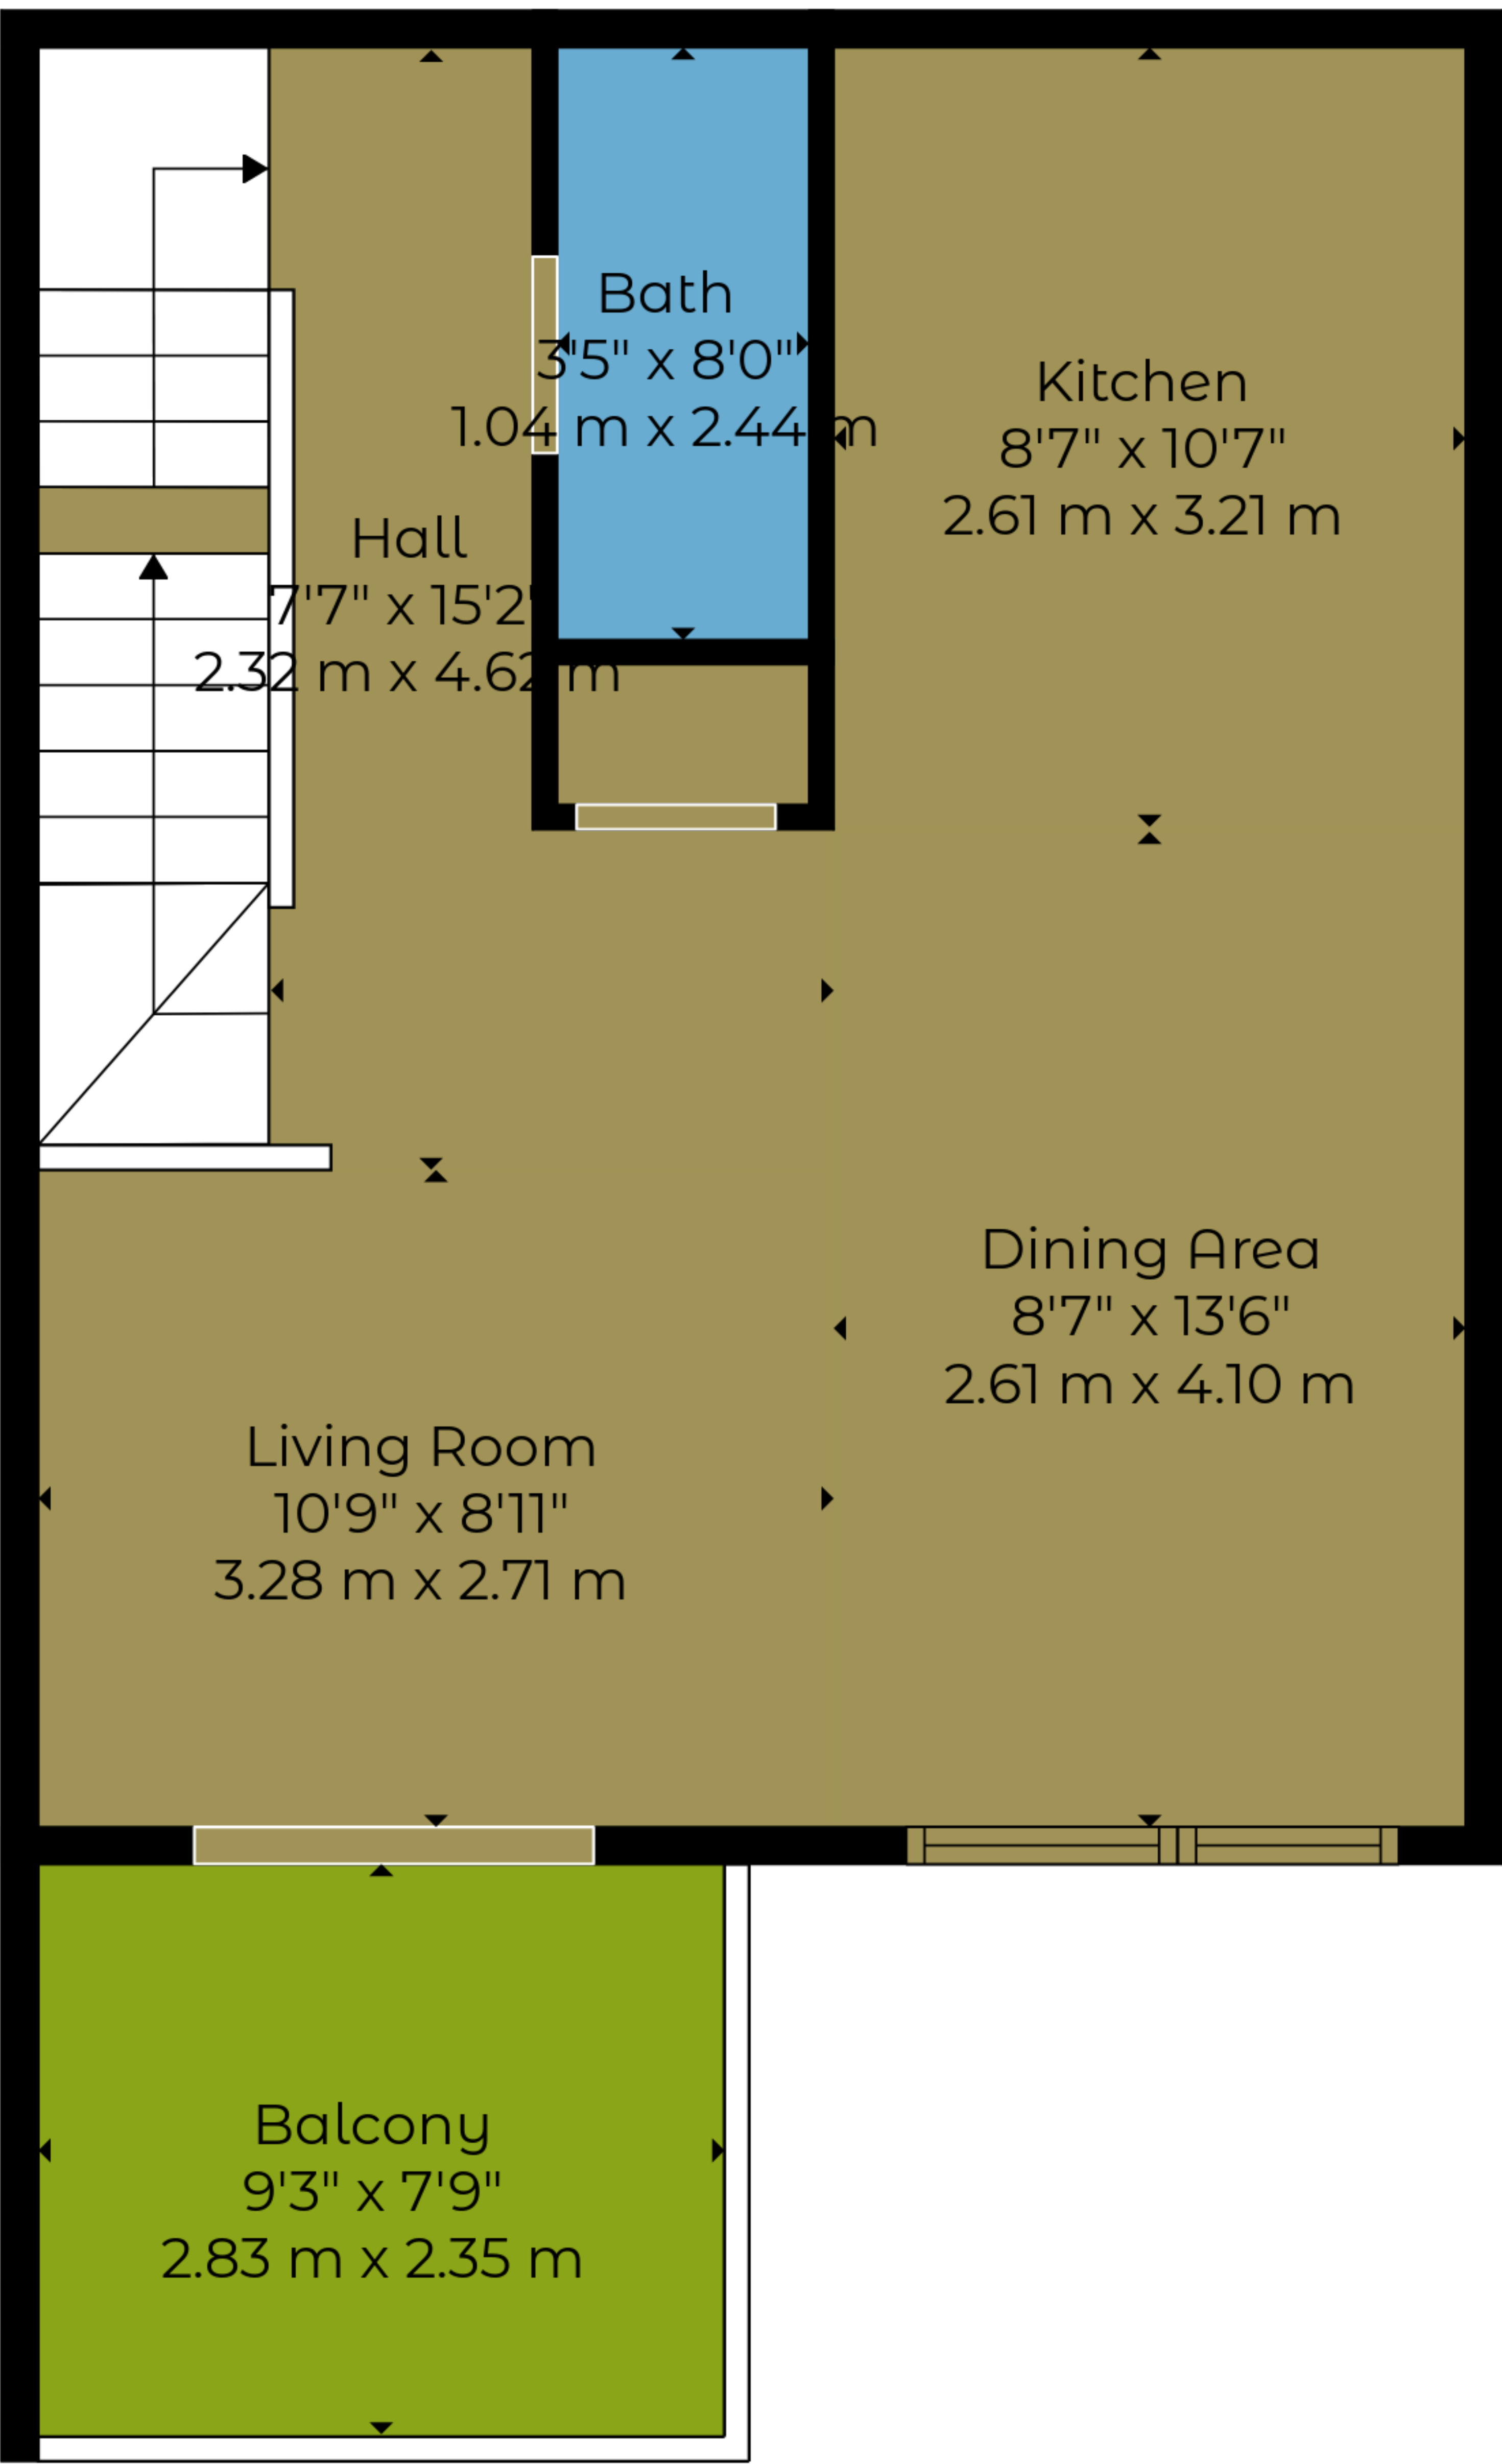 Bath
3'5" x 8'0"
1.04 m x 2.44 m
Kitchen
8'7" x 10'7"
2.61 m x 3.21 m
Hall
7'7" x 15'2"
2.32 m x 4.62 m
Dining Area
8'7" x 13'6"
2.61 m x 4.10 m
Living Room
10'9" x 8'11"
3.28 m x 2.71 m
Balcony
9'3" x 7'9"
2.83 m x 2.35 m